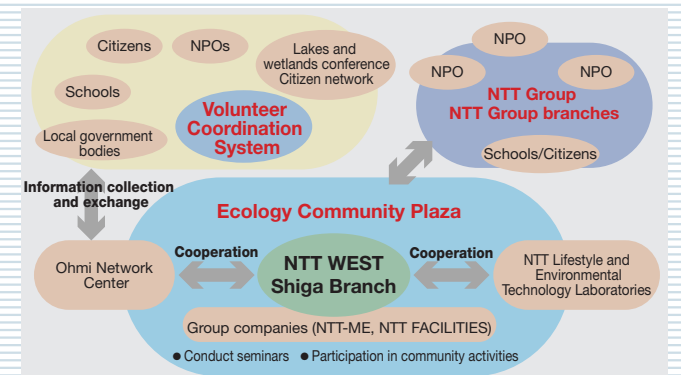 Citizens
NPOs
Lakes and
wetlands conference
Citizen network
Schools
Volunteer
Coordination
System
Local government
bodies
NPO
NPO
NPO
NTT Group
NTT Group branches
Schools/Citizens
Information collection
and exchange
Ecology Community Plaza
Ohmi Network
Center
Cooperation
NTT WEST
Shiga Branch
Cooperation
NTT Lifestyle and
Environmental
Technology Laboratories
Group companies (NTT-ME, NTT FACILITIES)
● Conduct seminars ● Participation in community activities